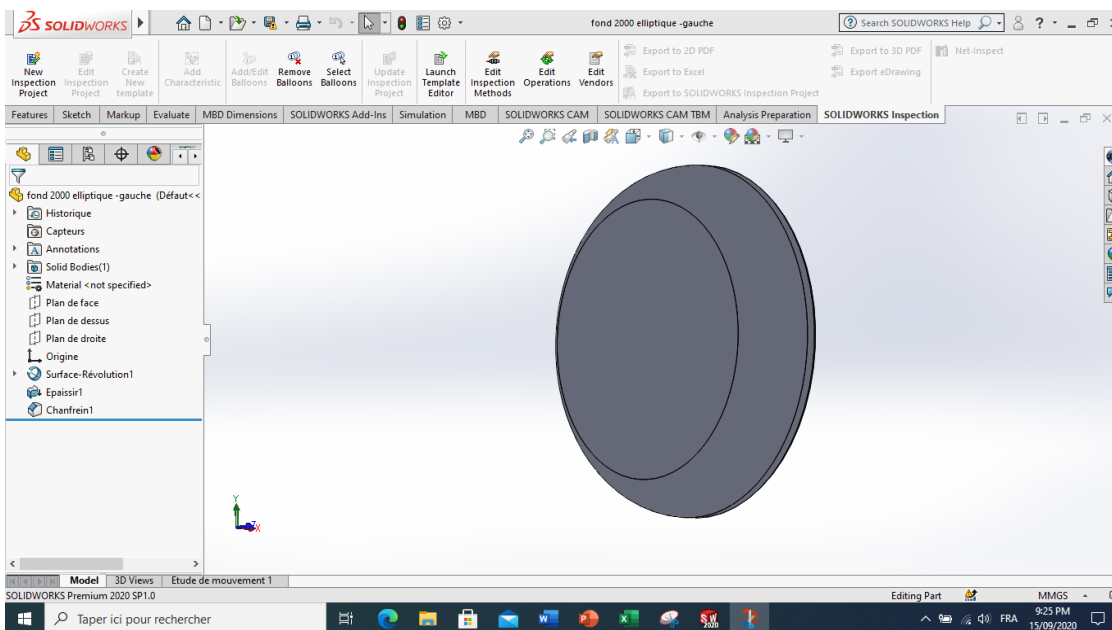 SOLIDWORKS
fond 2000 elliptique -gauche
Search SOLIDWORKS Help
New Inspection Project
Edit Inspection Project
Create New template
Add Characteristic
Add/Edit Balloons
Remove Balloons
Select Balloons
Update Inspection Project
Launch Template Editor
Edit Inspection Methods
Edit Operations
Edit Vendors
Export to 2D PDF
Export to Excel
Export to SOLIDWORKS Inspection Project
Export to 3D PDF
Export eDrawing
Net-Inspect
Features Sketch Markup Evaluate MBD Dimensions SOLIDWORKS Add-Ins Simulation MBD SOLIDWORKS CAM SOLIDWORKS CAM TBM Analysis Preparation SOLIDWORKS Inspection
fond 2000 elliptique -gauche (Défaut<<
Historique
Capteurs
Annotations
Solid Bodies(1)
Material <not specified>
Plan de face
Plan de dessus
Plan de droite
Origine
Surface-Révolution1
Epaissir1
Chanfrein1
Y
Z X
Model 3D Views Etude de mouvement 1
SOLIDWORKS Premium 2020 SP1.0
Editing Part
MMGS
Taper ici pour rechercher
FRA
9:25 PM
15/09/2020